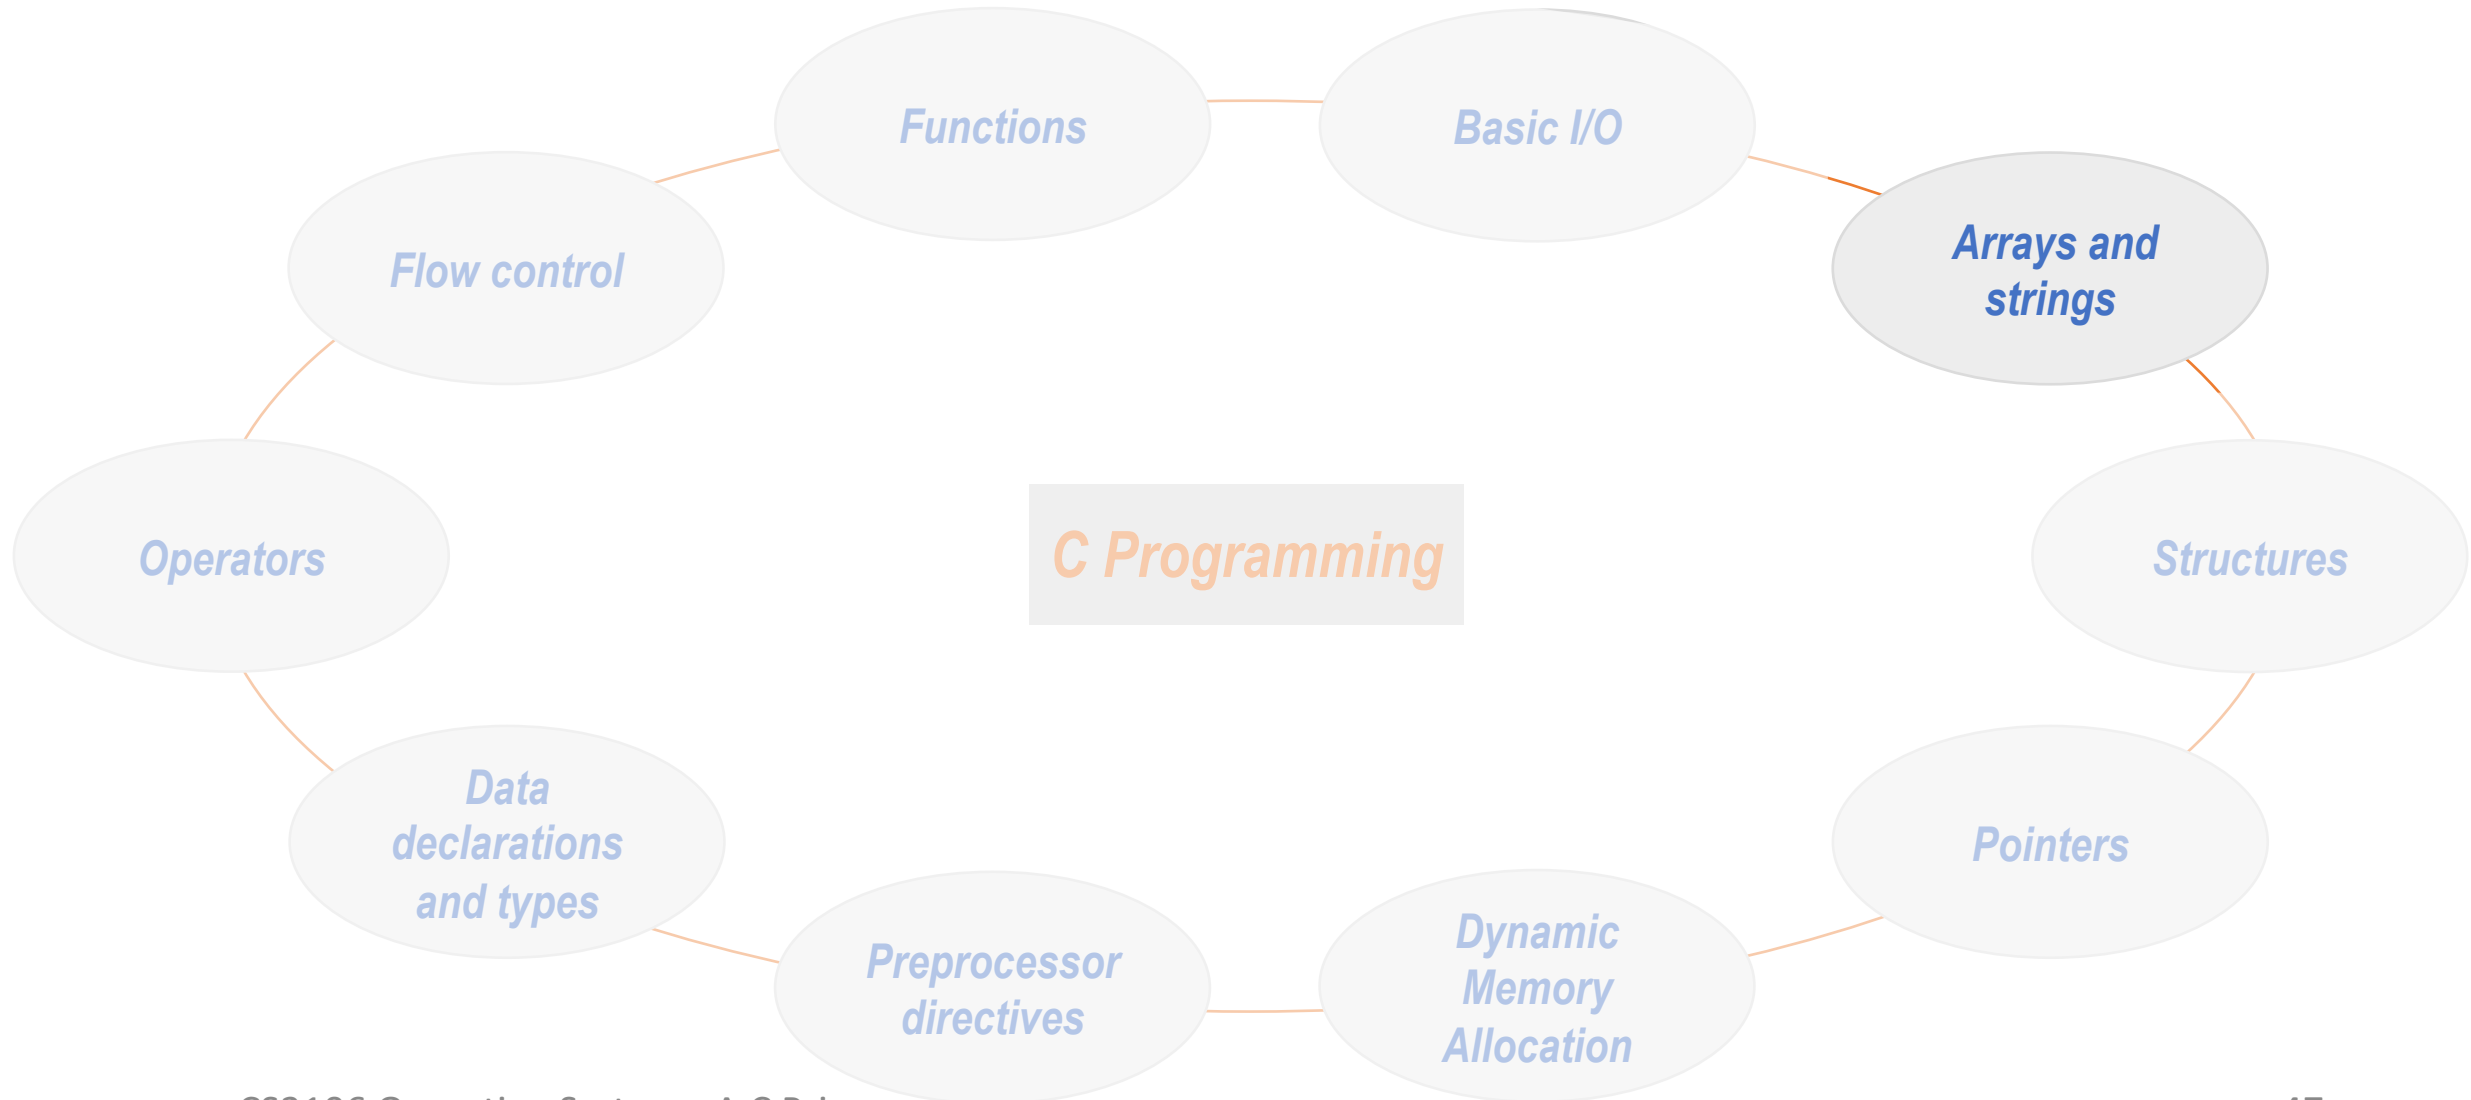 Functions
Basic I/O
Arrays and
strings
Flow control
Operators
C Programming
Structures
Data
declarations
and types
Pointers
Preprocessor
directives
Dynamic
Memory
Allocation